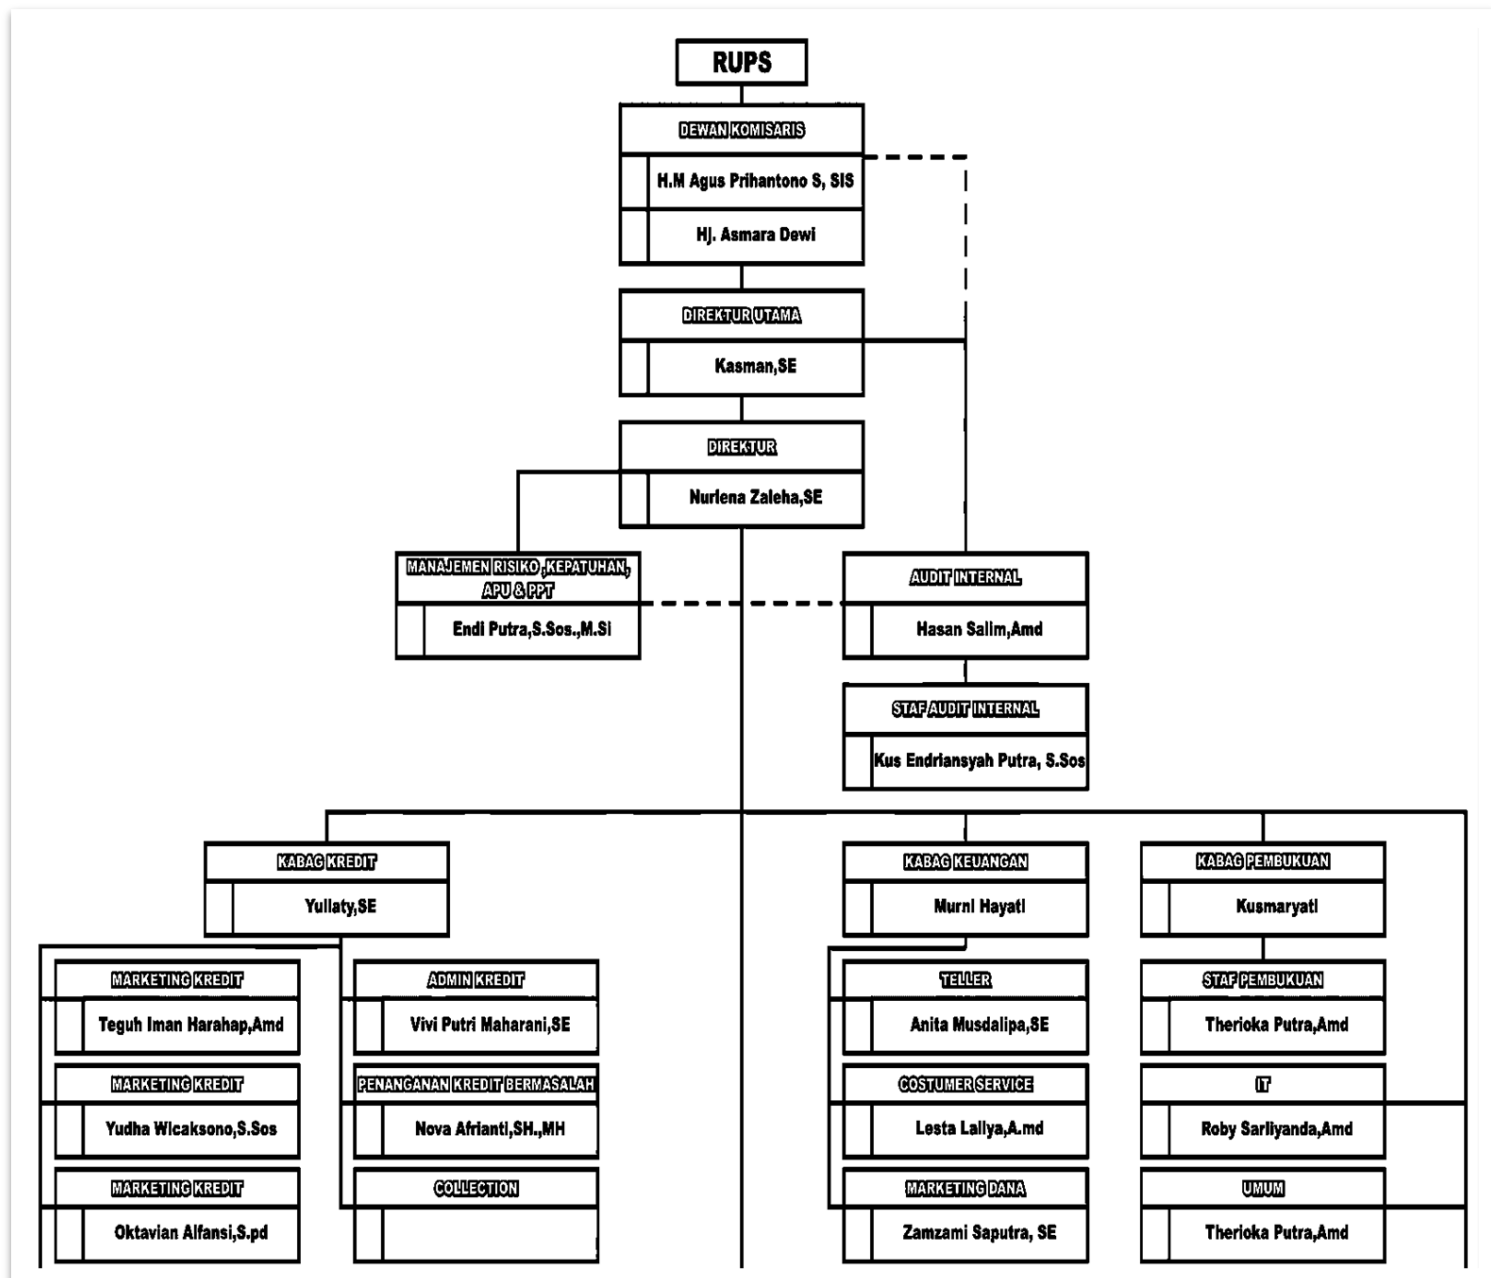 RUPS
DEWAN KOMISARIS
H.M Agus Prihantono S, SIS
Hj. Asmara Dewi
DIREKTUR UTAMA
Kasman,SE
DIREKTUR
Nurlena Zaleha,SE
MANAJEMEN RISIKO ,KEPATUHAN,
APU & PPT
Endi Putra,S.Sos.,M.Si
AUDIT INTERNAL
Hasan Salim,Amd
STAF AUDIT INTERNAL
Kus Endriansyah Putra, S.Sos
KABAG KREDIT
Yuliaty,SE
KABAG KEUANGAN
Murni Hayati
KABAG PEMBUKUAN
Kusmaryati
MARKETING KREDIT
Teguh Iman Harahap,Amd
ADMIN KREDIT
Vivi Putri Maharani,SE
TELLER
Anita Musdalipa,SE
STAF PEMBUKUAN
Therioka Putra,Amd
MARKETING KREDIT
Yudha Wicaksono,S.Sos
PENANGANAN KREDIT BERMASALAH
Nova Afrianti,SH.,MH
COSTUMER SERVICE
Lesta Laliya,A.md
IT
Roby Sarliyanda,Amd
MARKETING KREDIT
Oktavian Alfansi,S.pd
COLLECTION
MARKETING DANA
Zamzami Saputra, SE
UMUM
Therioka Putra,Amd